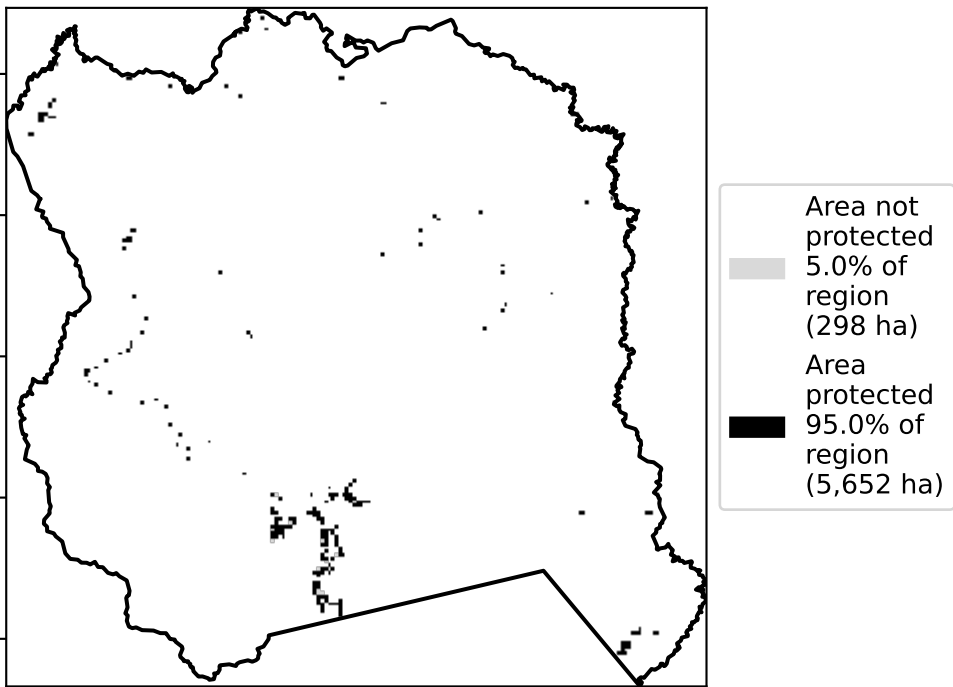 Area not
protected
5.0% of
region
(298 ha)
Area
protected
95.0% of
region
(5,652 ha)